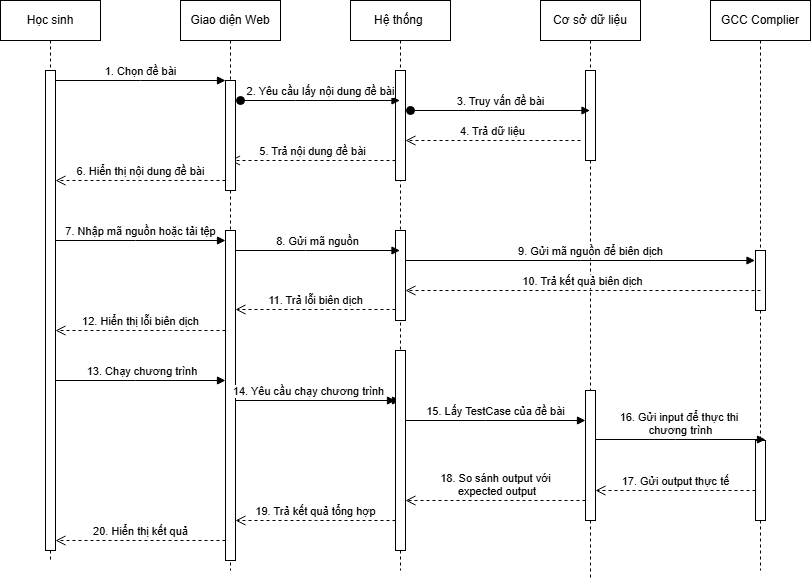 Học sinh
Giao diện Web
Hệ thống
Cơ sở dữ liệu
GCC Complier
1. Chọn đề bài
2. Yêu cầu lấy nội dung đề bài
3. Truy vấn đề bài
4. Trả dữ liệu
5. Trả nội dung đề bài
6. Hiển thị nội dung đề bài
7. Nhập mã nguồn hoặc tải tệp
8. Gửi mã nguồn
9. Gửi mã nguồn để biên dịch
10. Trả kết quả biên dịch
11. Trả lỗi biên dịch
12. Hiển thị lỗi biên dịch
13. Chạy chương trình
14. Yêu cầu chạy chương trình
15. Lấy TestCase của đề bài
16. Gửi input để thực thi
chương trình
17. Gửi output thực tế
18. So sánh output với
expected output
19. Trả kết quả tổng hợp
20. Hiển thị kết quả